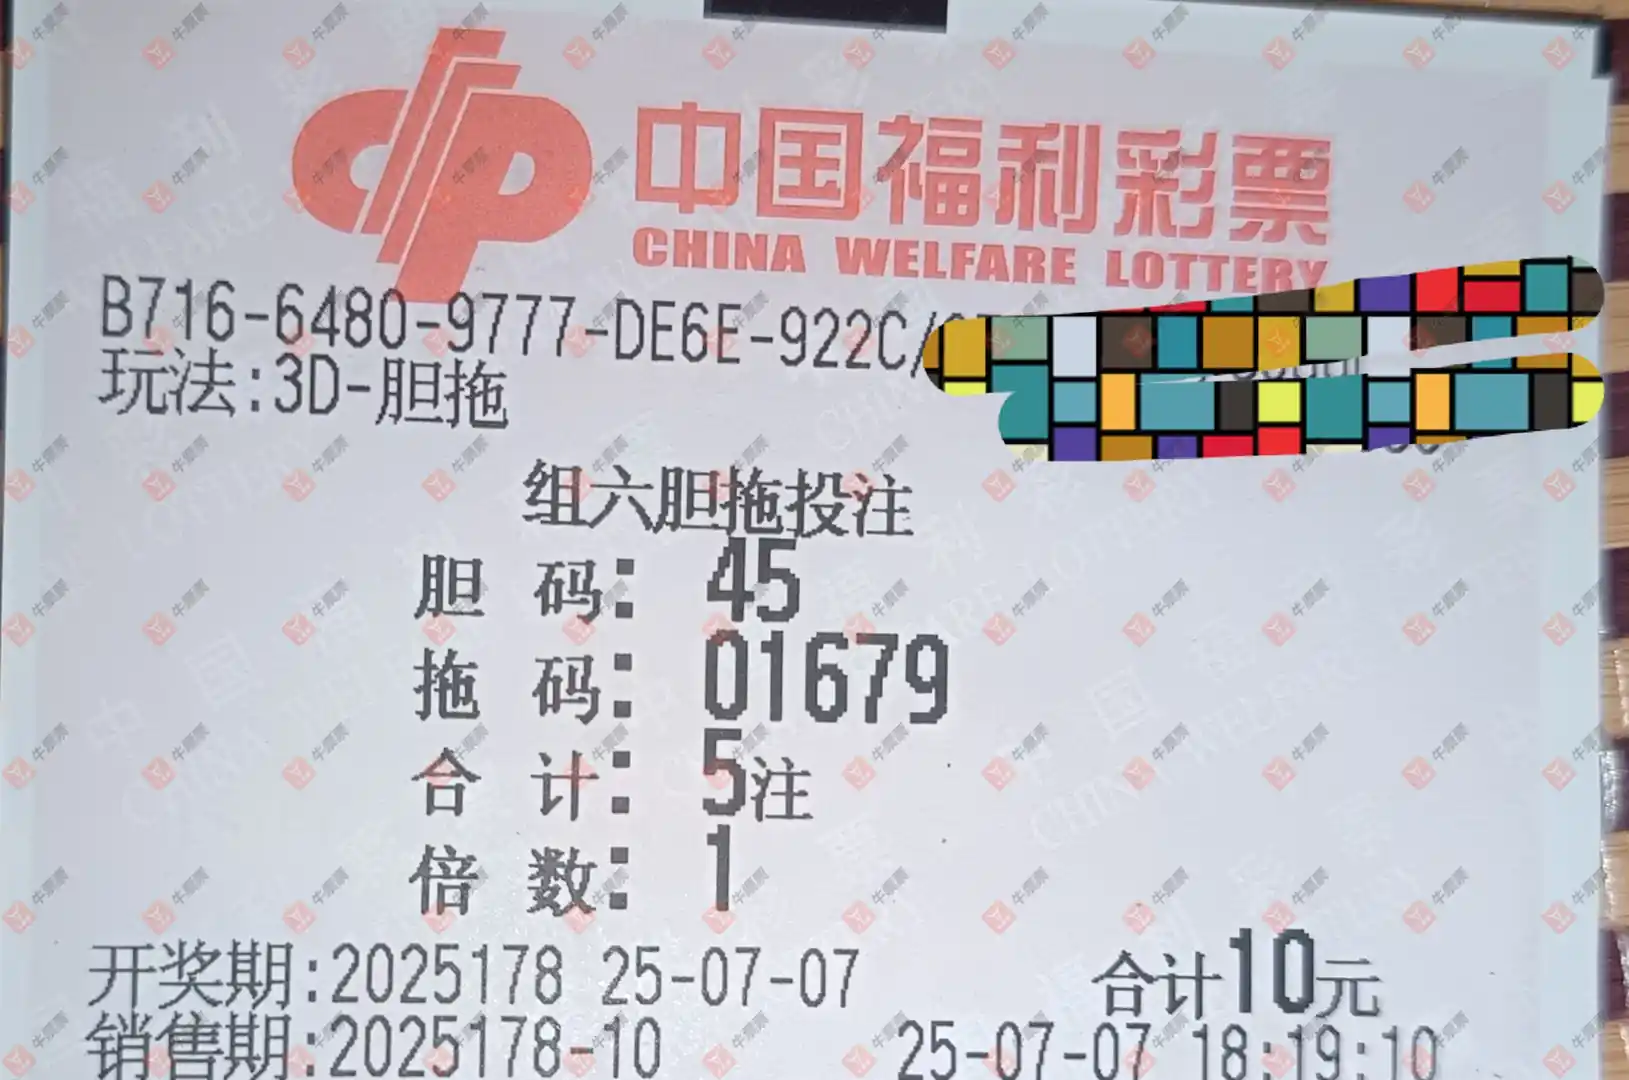 中国福利彩票
CHINA WELFARE LOTTERY
B716-6480-9777-DE6E-922C/
玩法:3D-胆拖
组六胆拖投注
胆 码: 45
拖 码: 01679
合 计: 5注
倍 数: 1
开奖期:2025178 25-07-07 合计10元
销售期:2025178-10 25-07-07 18:19:10